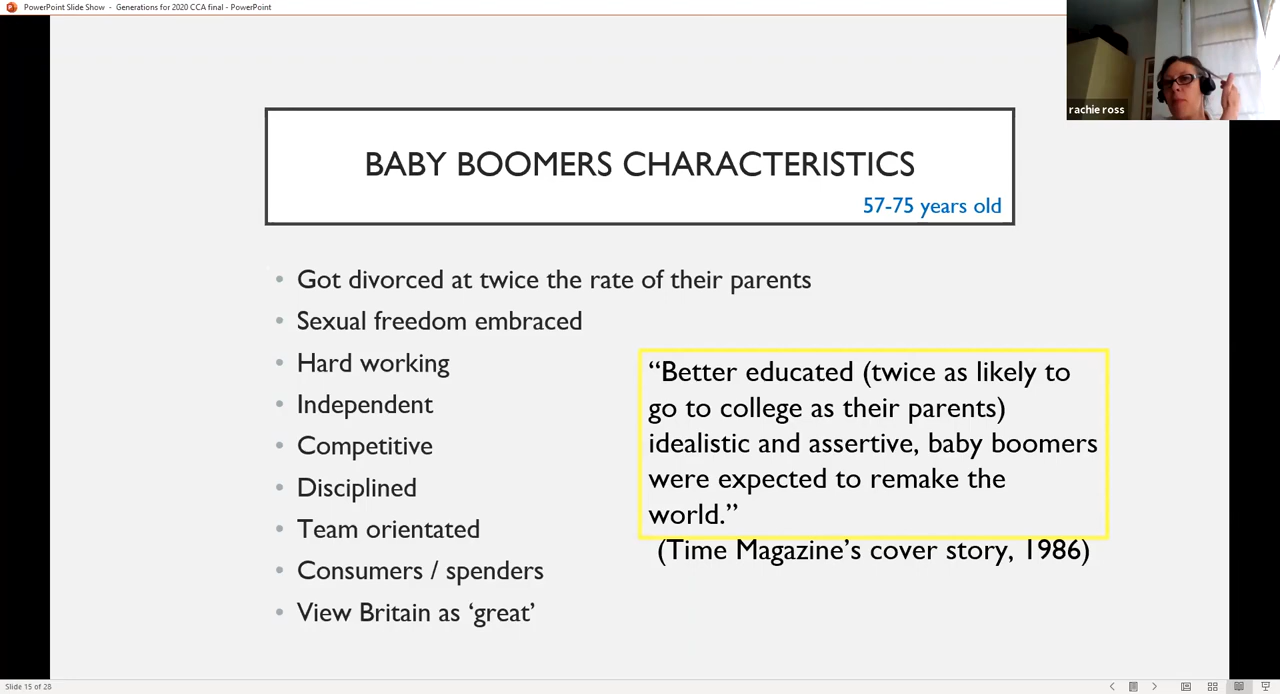 PowerPoint Slide Show - Generations for 2020 CCA final - PowerPoint
rachie ross
BABY BOOMERS CHARACTERISTICS
57-75 years old
• Got divorced at twice the rate of their parents
• Sexual freedom embraced
• Hard working
• Independent
• Competitive
• Disciplined
• Team orientated
• Consumers / spenders
• View Britain as ‘great’
“Better educated (twice as likely to
go to college as their parents)
idealistic and assertive, baby boomers
were expected to remake the
world.”
(Time Magazine’s cover story, 1986)
Slide 15 of 28